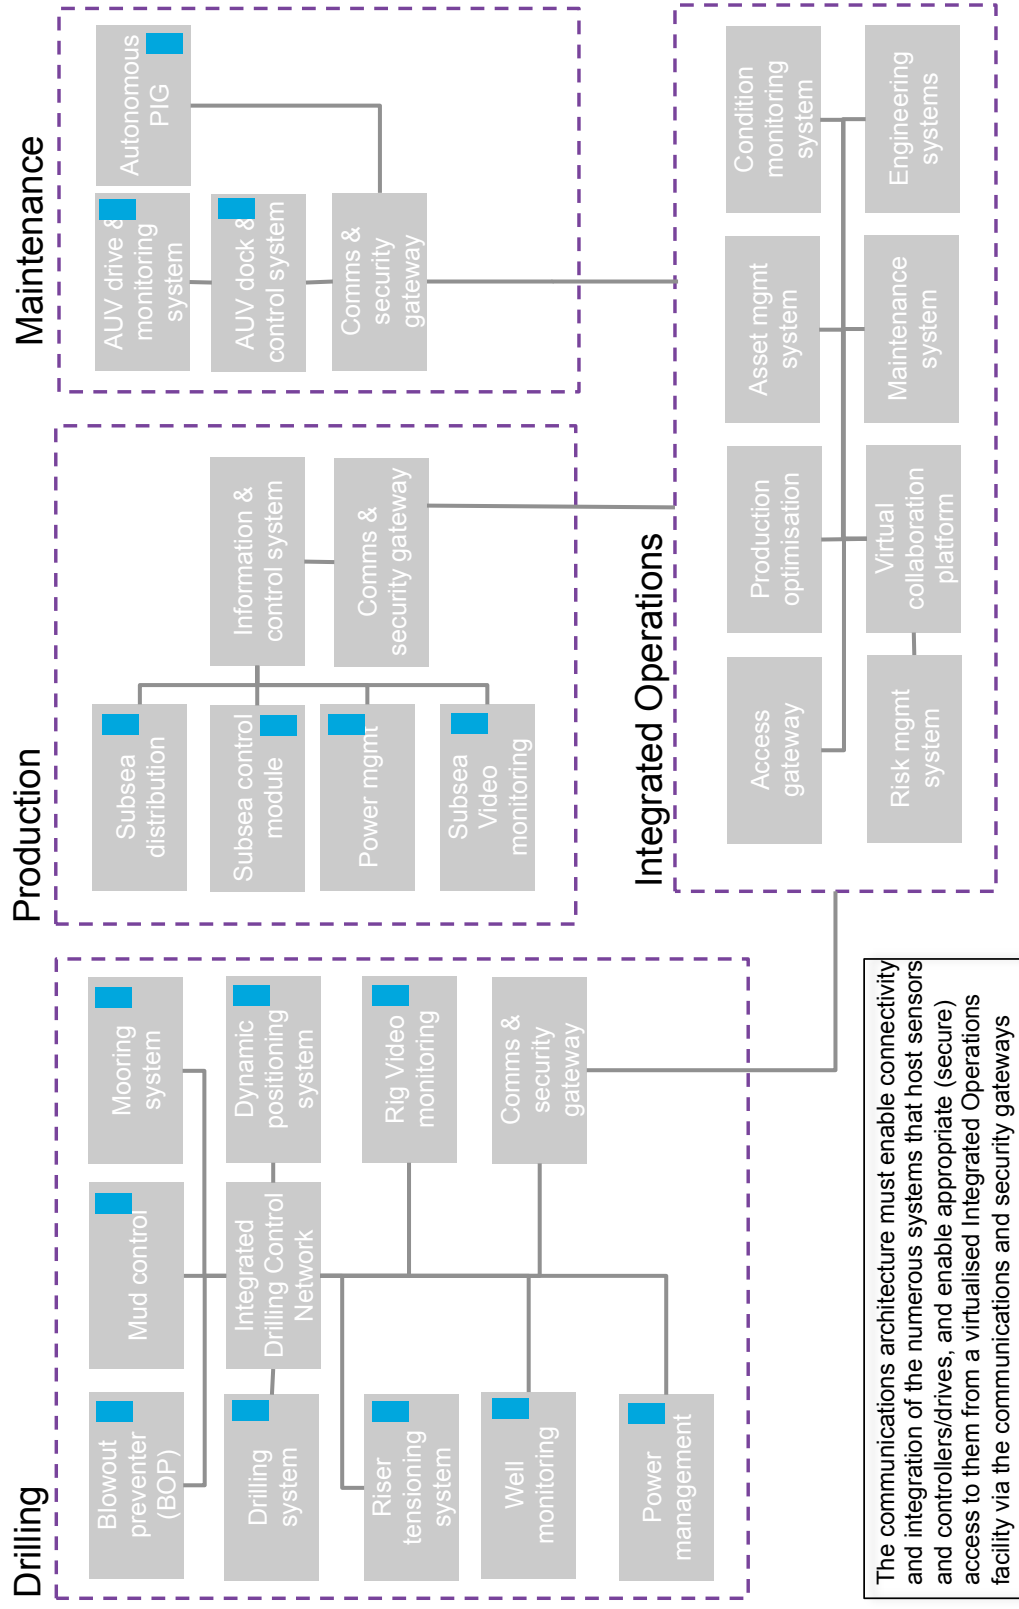 Drilling
Blowout
preventer
(BOP)
Mud control
Mooring
system
Drilling
system
Integrated
Drilling Control
Network
Dynamic
positioning
system
Riser
tensioning
system
Rig Video
monitoring
Well
monitoring
Comms &
security
gateway
Power
management
Production
Subsea
distribution
Subsea control
module
Power mgmt
Subsea
Video
monitoring
Information &
control system
Comms &
security gateway
Maintenance
AUV drive &
monitoring
system
Autonomous
PIG
AUV dock &
control system
Comms &
security
gateway
Integrated Operations
Access
gateway
Production
optimisation
Asset mgmt
system
Condition
monitoring
system
Risk mgmt
system
Virtual
collaboration
platform
Maintenance
system
Engineering
systems
The communications architecture must enable connectivity
and integration of the numerous systems that host sensors
and controllers/drives, and enable appropriate (secure)
access to them from a virtualised Integrated Operations
facility via the communications and security gateways